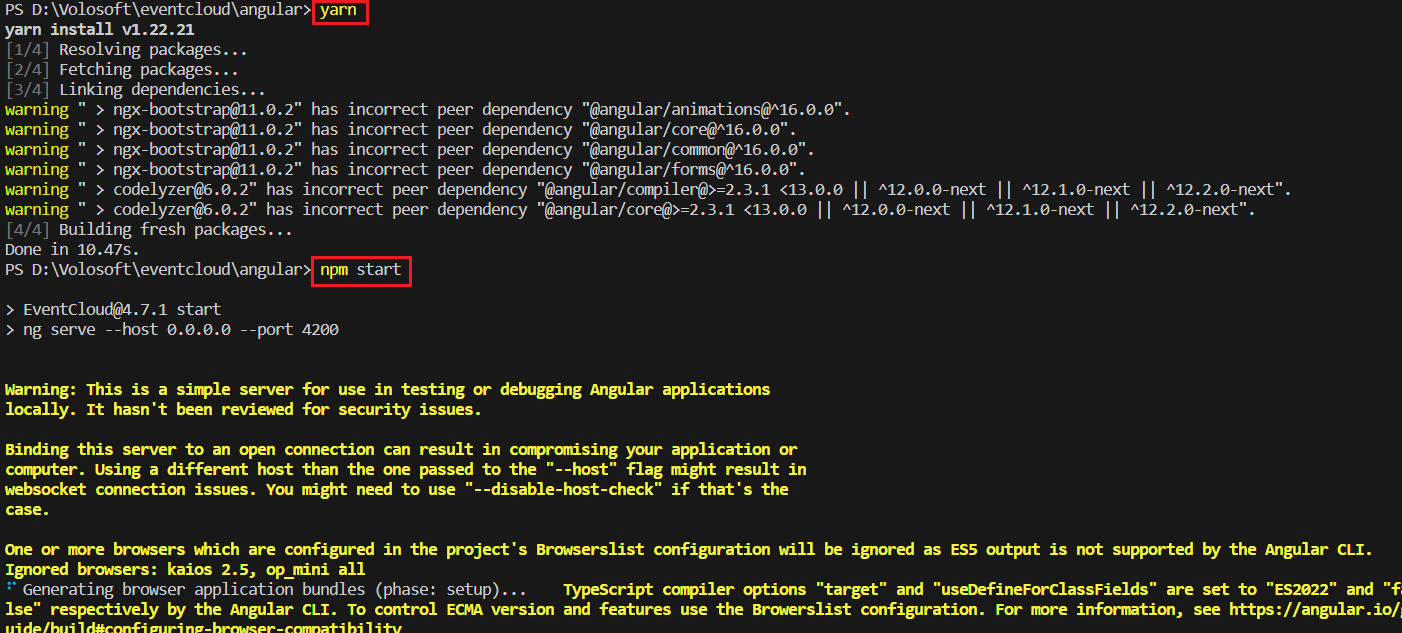 PS D:\Volosoft\eventcloud\angular> yarn
yarn install v1.22.21
[1/4] Resolving packages...
[2/4] Fetching packages...
[3/4] Linking dependencies...
warning " > ngx-bootstrap@11.0.2" has incorrect peer dependency "@angular/animations@^16.0.0".
warning " > ngx-bootstrap@11.0.2" has incorrect peer dependency "@angular/core@^16.0.0".
warning " > ngx-bootstrap@11.0.2" has incorrect peer dependency "@angular/common@^16.0.0".
warning " > ngx-bootstrap@11.0.2" has incorrect peer dependency "@angular/forms@^16.0.0".
warning " > codelyzer@6.0.2" has incorrect peer dependency "@angular/compiler@>=2.3.1 <13.0.0 || ^12.0.0-next || ^12.1.0-next || ^12.2.0-next".
warning " > codelyzer@6.0.2" has incorrect peer dependency "@angular/core@>=2.3.1 <13.0.0 || ^12.0.0-next || ^12.1.0-next || ^12.2.0-next".
[4/4] Building fresh packages...
Done in 10.47s.
PS D:\Volosoft\eventcloud\angular> npm start
> EventCloud@4.7.1 start
> ng serve --host 0.0.0.0 --port 4200
Warning: This is a simple server for use in testing or debugging Angular applications
locally. It hasn't been reviewed for security issues.
Binding this server to an open connection can result in compromising your application or
computer. Using a different host than the one passed to the "--host" flag might result in
websocket connection issues. You might need to use "--disable-host-check" if that's the
case.
One or more browsers which are configured in the project's Browserslist configuration will be ignored as ES5 output is not supported by the Angular CLI.
Ignored browsers: kaios 2.5, op_mini all
Generating browser application bundles (phase: setup)... TypeScript compiler options "target" and "useDefineForClassFields" are set to "ES2022" and "fa
lse" respectively by the Angular CLI. To control ECMA version and features use the Browerslist configuration. For more information, see https://angular.io/g
uide/build#configuring-browser-compatibility